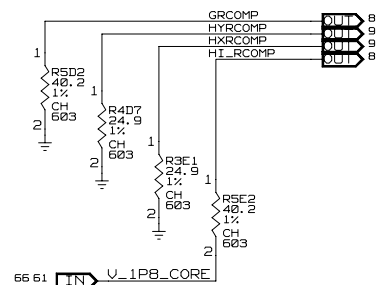 GRCOMP OUT 8
HYRCOMP OUT 9
HXRCOMP OUT 9
HI_RCOMP OUT 8
1
R5D2
40.2
1%
CH
603
2
1
R4D7
24.9
1%
CH
603
2
1
R3E1
24.9
1%
CH
603
2
1
R5E2
40.2
1%
CH
603
2
66 61 IN V_1P8_CORE